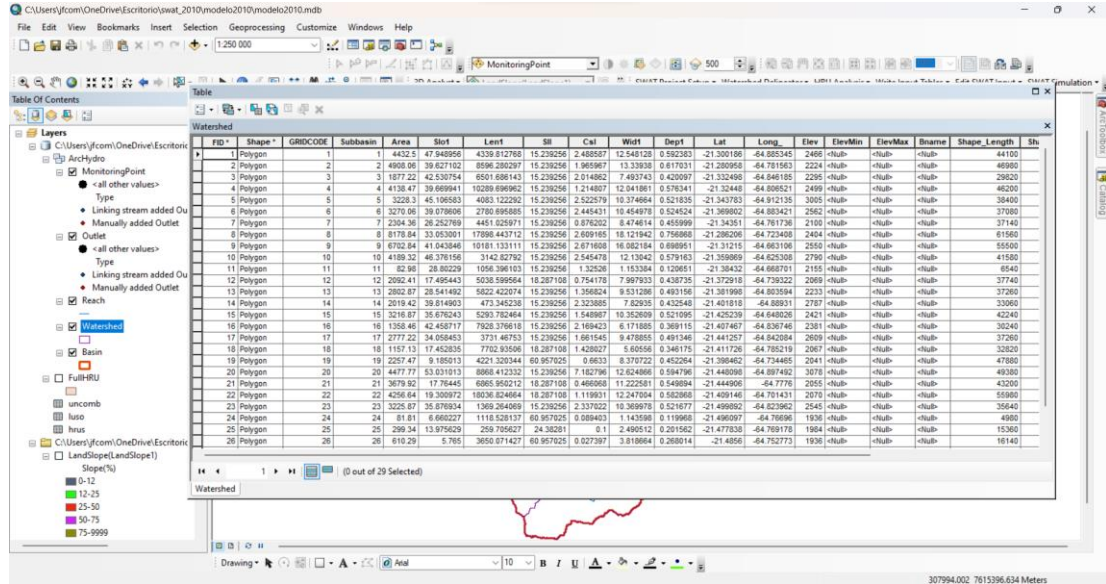 C:\Users\jfcom\OneDrive\Escritorio\swat_2010\modelo2010\modelo2010.mdb
File Edit View Bookmarks Insert Selection Geoprocessing Customize Windows Help
1:250 000
MonitoringPoint 500
Table Of Contents
Layers
C:\Users\jfcom\OneDrive\Escritoric
ArcHydro
MonitoringPoint
<all other values>
Type
Linking stream added Ou
Manually added Outlet
Outlet
<all other values>
Type
Linking stream added Ou
Manually added Outlet
Reach
Watershed
Basin
FullHRU
uncomb
luso
hrus
C:\Users\jfcom\OneDrive\Escritoric
LandSlope(LandSlope1)
Slope(%)
0-12
12-25
25-50
50-75
75-9999
Table
Watershed
FID * Shape * GRIDCODE Subbasin Area Slo1 Len1 Sll Csl Wid1 Dep1 Lat Long_ Elev ElevMin ElevMax Bname Shape_Length Sh
1 Polygon 1 1 4432.5 47.948956 4339.812768 15.239256 2.488587 12.548128 0.592383 -21.300186 -64.885345 2466 <Null> <Null> <Null> 44100
2 Polygon 2 2 4908.06 39.627102 8596.280297 15.239256 1.965967 13.33938 0.617031 -21.280958 -64.781563 2224 <Null> <Null> <Null> 46980
3 Polygon 3 3 1877.22 42.530754 6501.686143 15.239256 2.014862 7.493743 0.420097 -21.332498 -64.846185 2295 <Null> <Null> <Null> 29820
4 Polygon 4 4 4138.47 39.669941 10289.696962 15.239256 1.214807 12.041861 0.576341 -21.32448 -64.806521 2499 <Null> <Null> <Null> 46200
5 Polygon 5 5 3228.3 45.106583 4083.122292 15.239256 2.522579 10.374664 0.521835 -21.343783 -64.912135 3005 <Null> <Null> <Null> 38400
6 Polygon 6 6 3270.06 39.078606 2780.695885 15.239256 2.445431 10.454978 0.524524 -21.369802 -64.883421 2562 <Null> <Null> <Null> 37080
7 Polygon 7 7 2304.36 26.252769 4451.025971 15.239256 0.876202 8.474614 0.455999 -21.34351 -64.761736 2100 <Null> <Null> <Null> 37140
8 Polygon 8 8 8178.84 33.053001 17898.443712 15.239256 2.609165 18.121942 0.756868 -21.286206 -64.723408 2404 <Null> <Null> <Null> 61560
9 Polygon 9 9 6702.84 41.043846 10181.133111 15.239256 2.671608 16.082184 0.698951 -21.31215 -64.663106 2550 <Null> <Null> <Null> 55500
10 Polygon 10 10 4189.32 46.376156 3142.82792 15.239256 2.545478 12.13042 0.579163 -21.359869 -64.625308 2790 <Null> <Null> <Null> 41580
11 Polygon 11 11 82.98 28.80229 1056.396103 15.239256 1.32526 1.153384 0.120651 -21.38432 -64.668701 2155 <Null> <Null> <Null> 6540
12 Polygon 12 12 2092.41 17.495443 5038.599564 18.287108 0.754178 7.997933 0.438735 -21.372918 -64.739322 2069 <Null> <Null> <Null> 37740
13 Polygon 13 13 2802.87 28.541492 5822.422074 15.239256 1.356824 9.531286 0.493156 -21.381998 -64.803594 2233 <Null> <Null> <Null> 37260
14 Polygon 14 14 2019.42 39.814903 473.345238 15.239256 2.323885 7.82935 0.432548 -21.401818 -64.88931 2787 <Null> <Null> <Null> 33060
15 Polygon 15 15 3216.87 35.676243 5293.782464 15.239256 1.548987 10.352609 0.521095 -21.425239 -64.648026 2421 <Null> <Null> <Null> 42240
16 Polygon 16 16 1358.46 42.458717 7928.376618 15.239256 2.169423 6.171885 0.369115 -21.407467 -64.836746 2381 <Null> <Null> <Null> 30240
17 Polygon 17 17 2777.22 34.058453 3731.46753 15.239256 1.661545 9.478855 0.491346 -21.441257 -64.842084 2609 <Null> <Null> <Null> 37260
18 Polygon 18 18 1157.13 17.452835 7702.93506 18.287108 1.428027 5.60556 0.346175 -21.411726 -64.785219 2067 <Null> <Null> <Null> 32820
19 Polygon 19 19 2257.47 9.185013 4221.320344 60.957025 0.6633 8.370722 0.452264 -21.398462 -64.734465 2041 <Null> <Null> <Null> 47880
20 Polygon 20 20 4477.77 53.031013 8868.412332 15.239256 7.182796 12.624866 0.594796 -21.448098 -64.897492 3078 <Null> <Null> <Null> 49380
21 Polygon 21 21 3679.92 17.76445 6865.950212 18.287108 0.466068 11.222581 0.549894 -21.444906 -64.7776 2055 <Null> <Null> <Null> 43200
22 Polygon 22 22 4256.64 19.300972 18036.824664 18.287108 1.119931 12.247004 0.582868 -21.409146 -64.701431 2070 <Null> <Null> <Null> 55980
23 Polygon 23 23 3225.87 35.876934 1369.264069 15.239256 2.337022 10.369978 0.521677 -21.499892 -64.823962 2545 <Null> <Null> <Null> 35640
24 Polygon 24 24 81.81 6.660227 1118.528137 60.957025 0.089403 1.143598 0.119968 -21.496097 -64.76696 1936 <Null> <Null> <Null> 4980
25 Polygon 25 25 299.34 13.975629 259.705627 24.38281 0.1 2.490512 0.201562 -21.477838 -64.769178 1984 <Null> <Null> <Null> 15360
26 Polygon 26 26 610.29 5.765 3650.071427 60.957025 0.027397 3.818664 0.268014 -21.4856 -64.752773 1936 <Null> <Null> <Null> 16140
1 (0 out of 29 Selected)
Watershed
ArcToolbox
Catalog
Drawing Arial 10 B I U A
307994.002 7615396.634 Meters